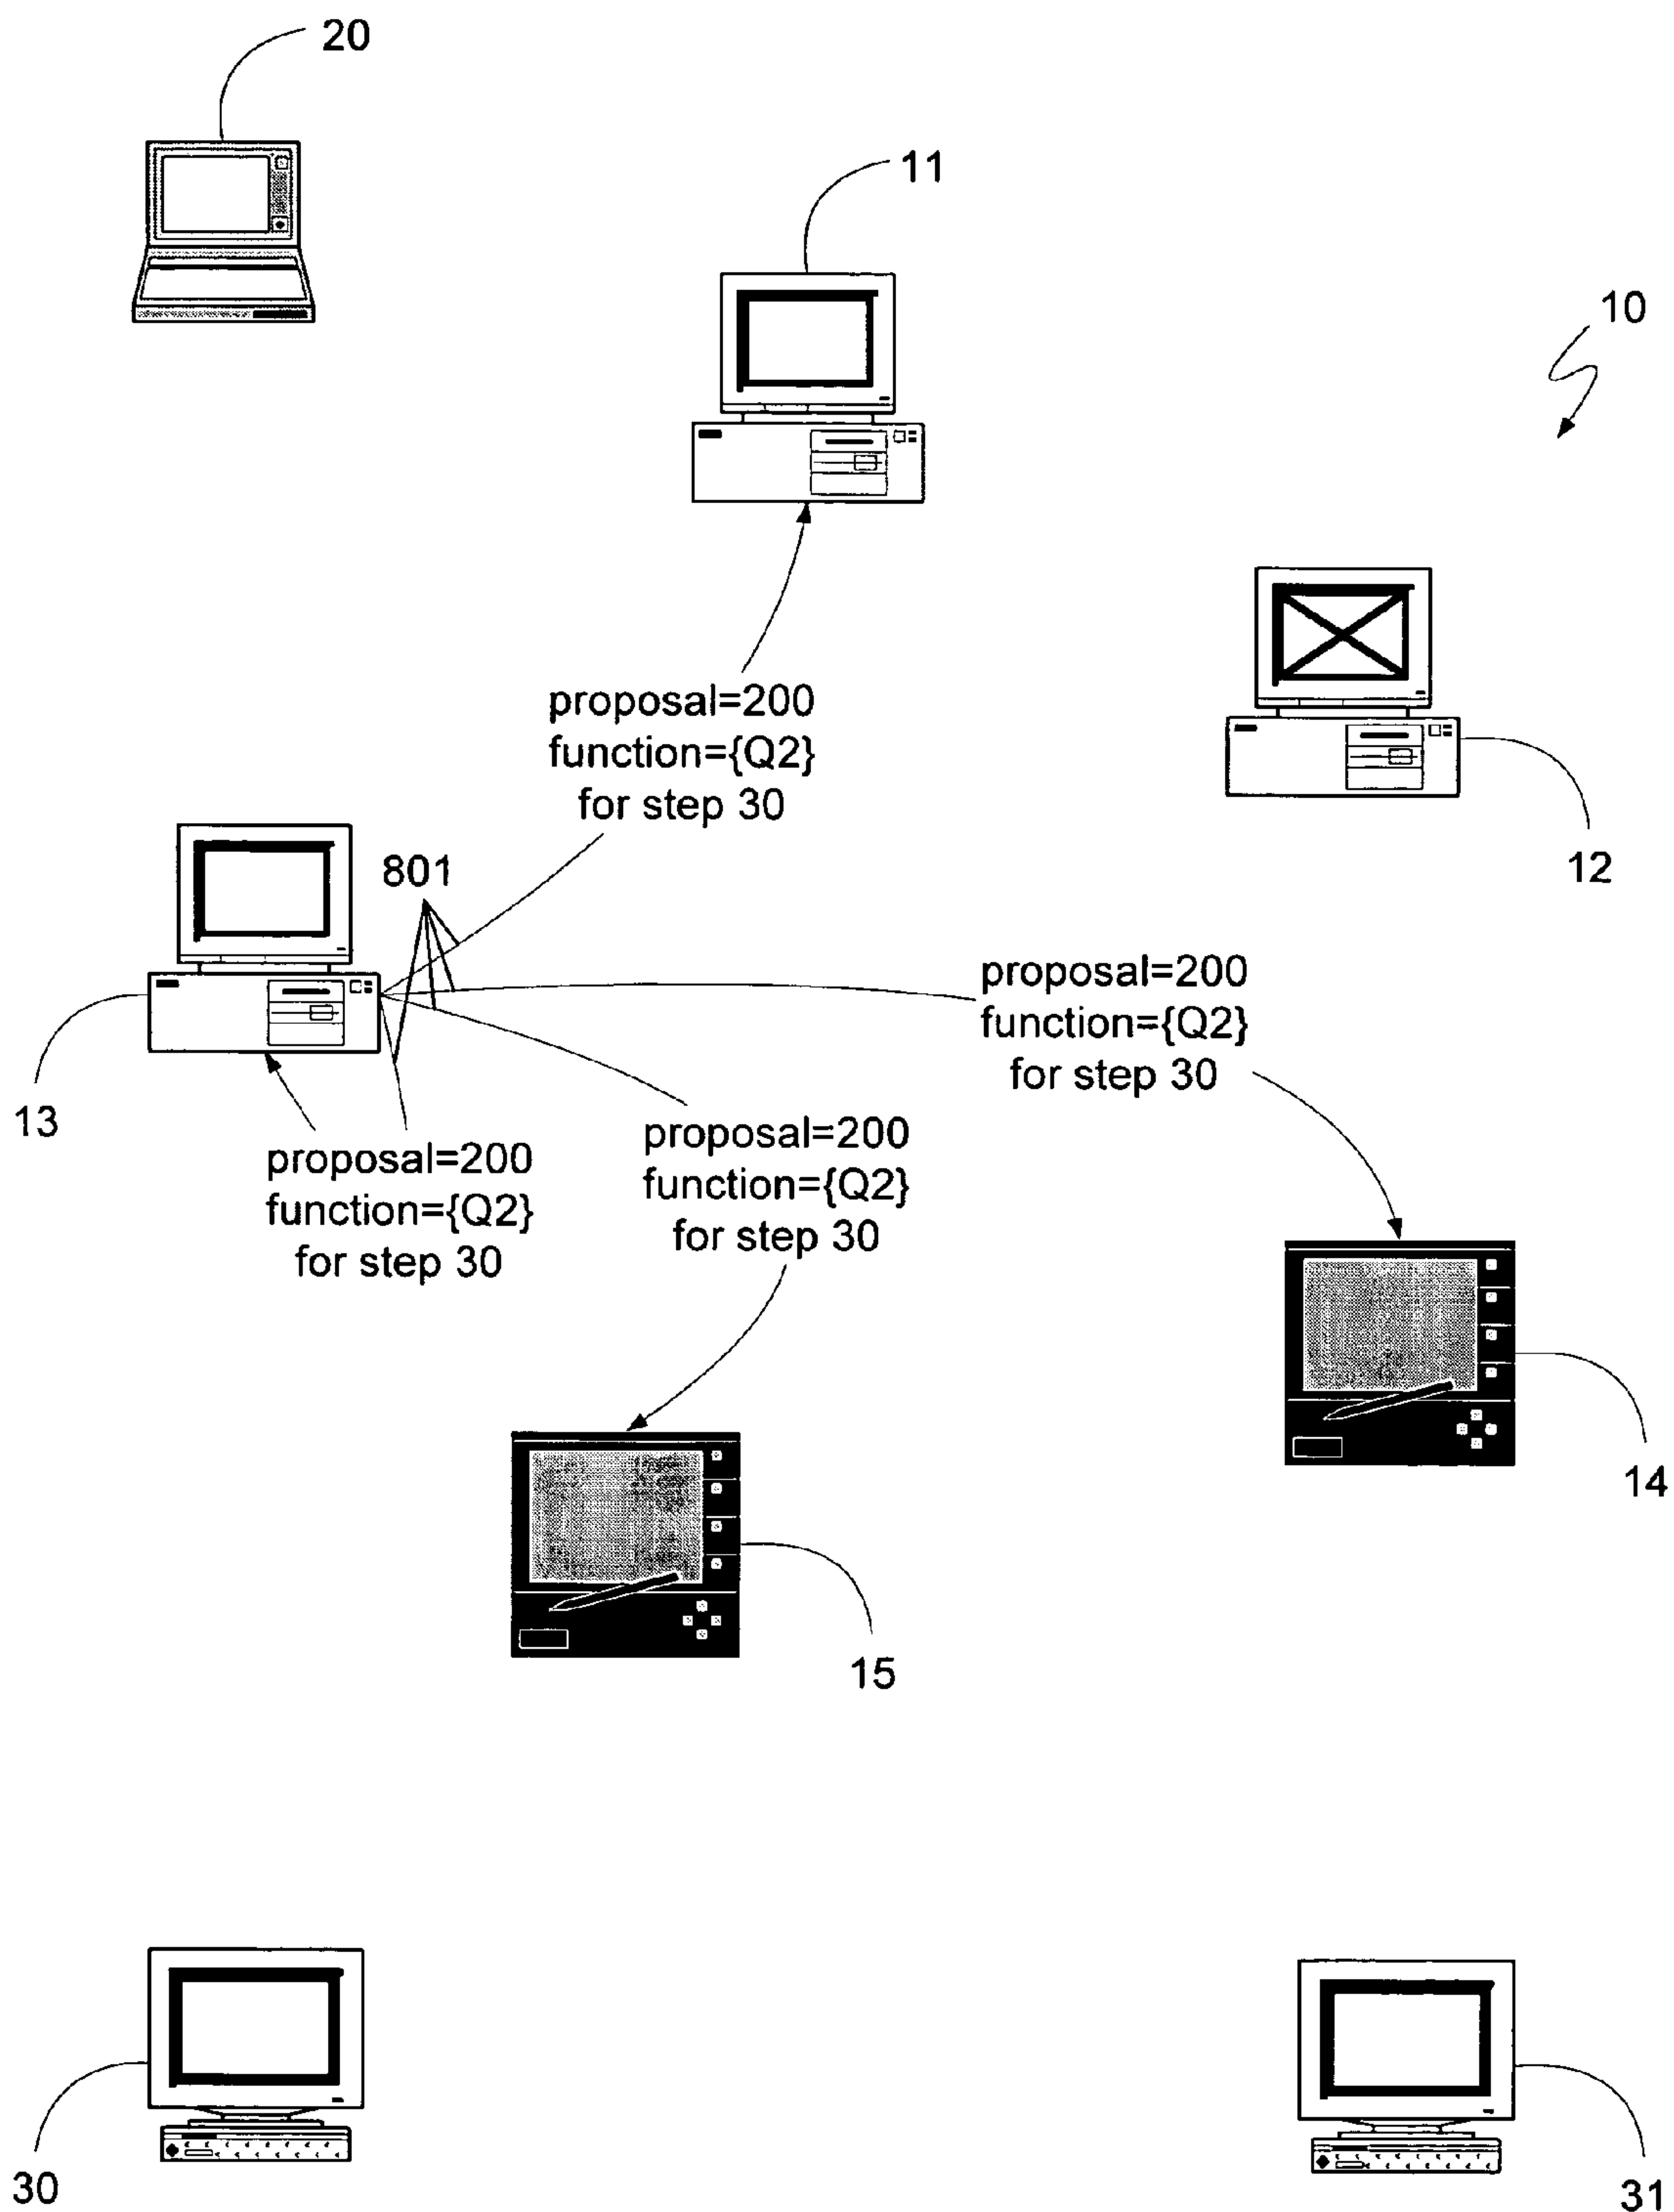 20
11
10
proposal=200
function={Q2}
for step 30
12
801
proposal=200
function={Q2}
for step 30
13
proposal=200
function={Q2}
for step 30
proposal=200
function={Q2}
for step 30
14
15
30
31